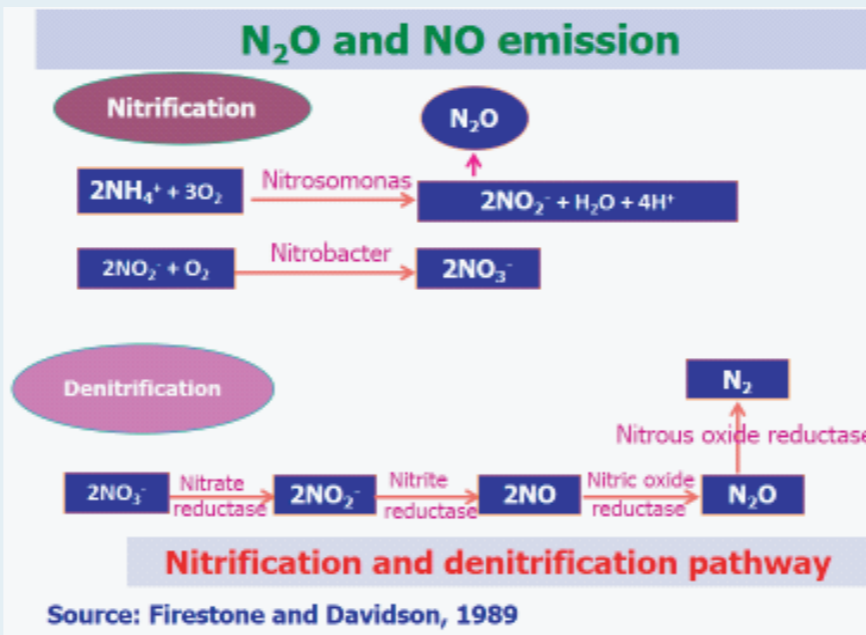 N₂O and NO emission
Nitrification
N₂O
2NH₄⁺ + 3O₂
Nitrosomonas
2NO₂⁻ + H₂O + 4H⁺
2NO₂⁻ + O₂
Nitrobacter
2NO₃⁻
Denitrification
N₂
Nitrous oxide reductase
2NO₃⁻
Nitrate
reductase
2NO₂⁻
Nitrite
reductase
2NO
Nitric oxide
reductase
N₂O
Nitrification and denitrification pathway
Source: Firestone and Davidson, 1989